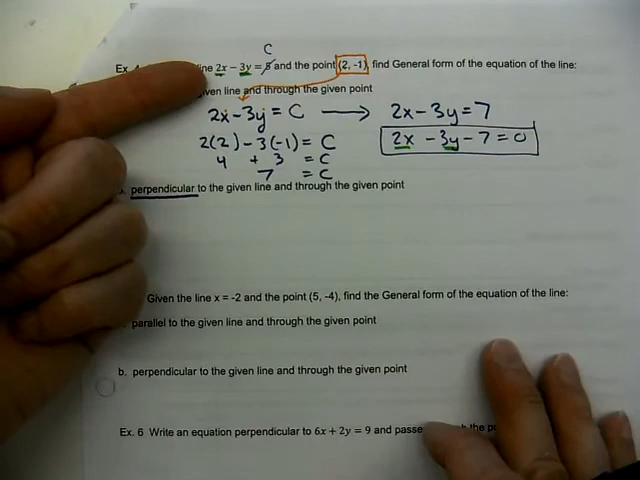 C
Ex. line 2x − 3y = 5 and the point (2, -1), find General form of the equation of the line:
given line and through the given point
2x − 3y = C → 2x − 3y = 7
2(2) − 3(-1) = C 2x − 3y − 7 = 0
4 + 3 = C
7 = C
perpendicular to the given line and through the given point
Given the line x = -2 and the point (5, -4), find the General form of the equation of the line:
parallel to the given line and through the given point
b. perpendicular to the given line and through the given point
Ex. 6 Write an equation perpendicular to 6x + 2y = 9 and the